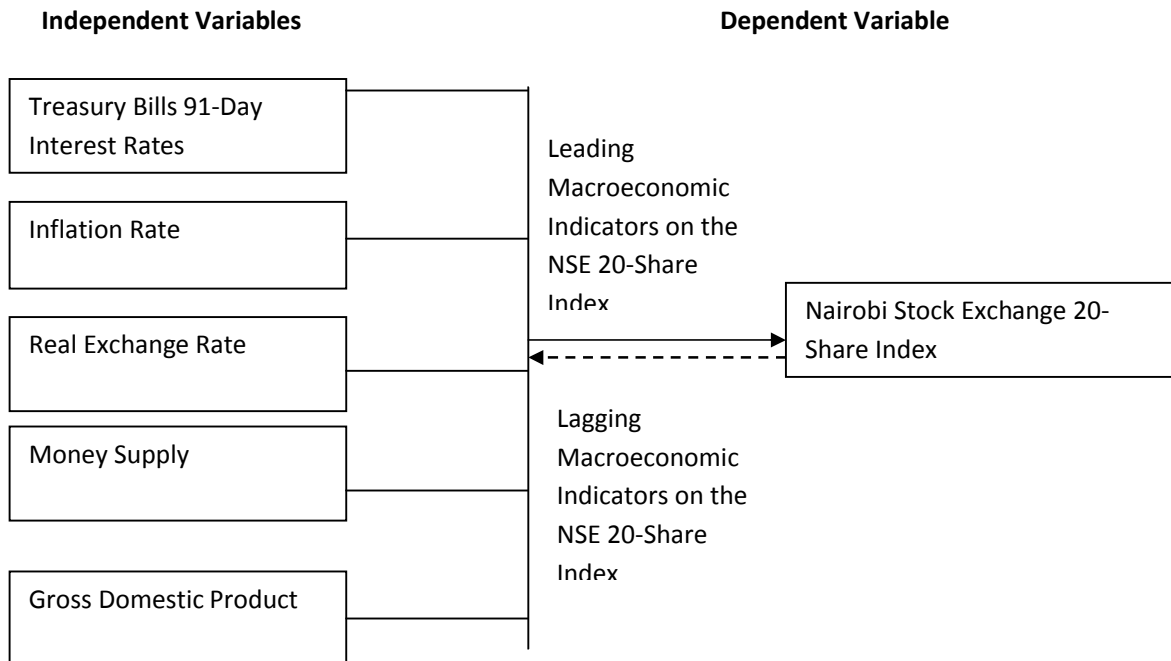 Independent Variables
Dependent Variable
Treasury Bills 91-Day
Interest Rates
Inflation Rate
Real Exchange Rate
Money Supply
Gross Domestic Product
Leading
Macroeconomic
Indicators on the
NSE 20-Share
Index
Lagging
Macroeconomic
Indicators on the
NSE 20-Share
Index
Nairobi Stock Exchange 20-
Share Index